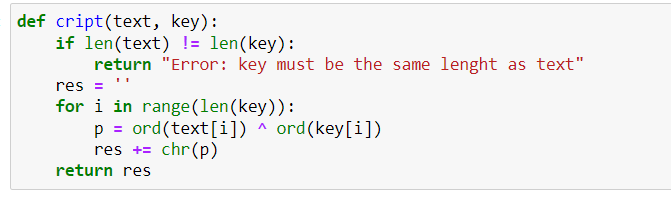 def cript(text, key):
    if len(text) != len(key):
        return "Error: key must be the same lenght as text"
    res = ''
    for i in range(len(key)):
        p = ord(text[i]) ^ ord(key[i])
        res += chr(p)
    return res